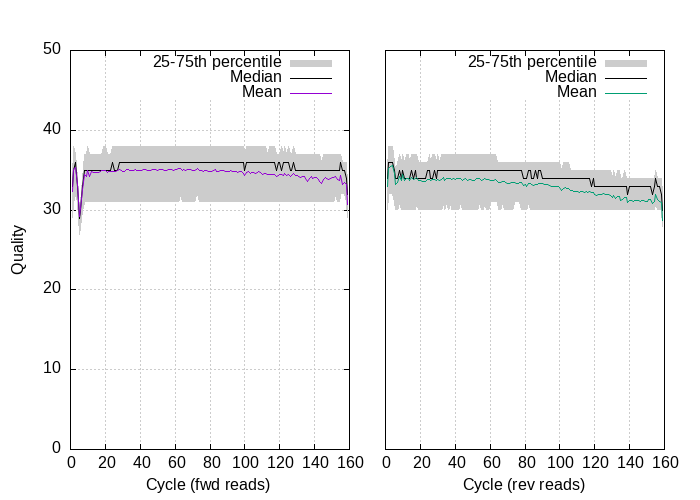 50
40
30
20
10
0
Quality
25-75th percentile
Median
Mean
0 20 40 60 80 100 120 140 160
Cycle (fwd reads)
25-75th percentile
Median
Mean
0 20 40 60 80 100 120 140 160
Cycle (rev reads)